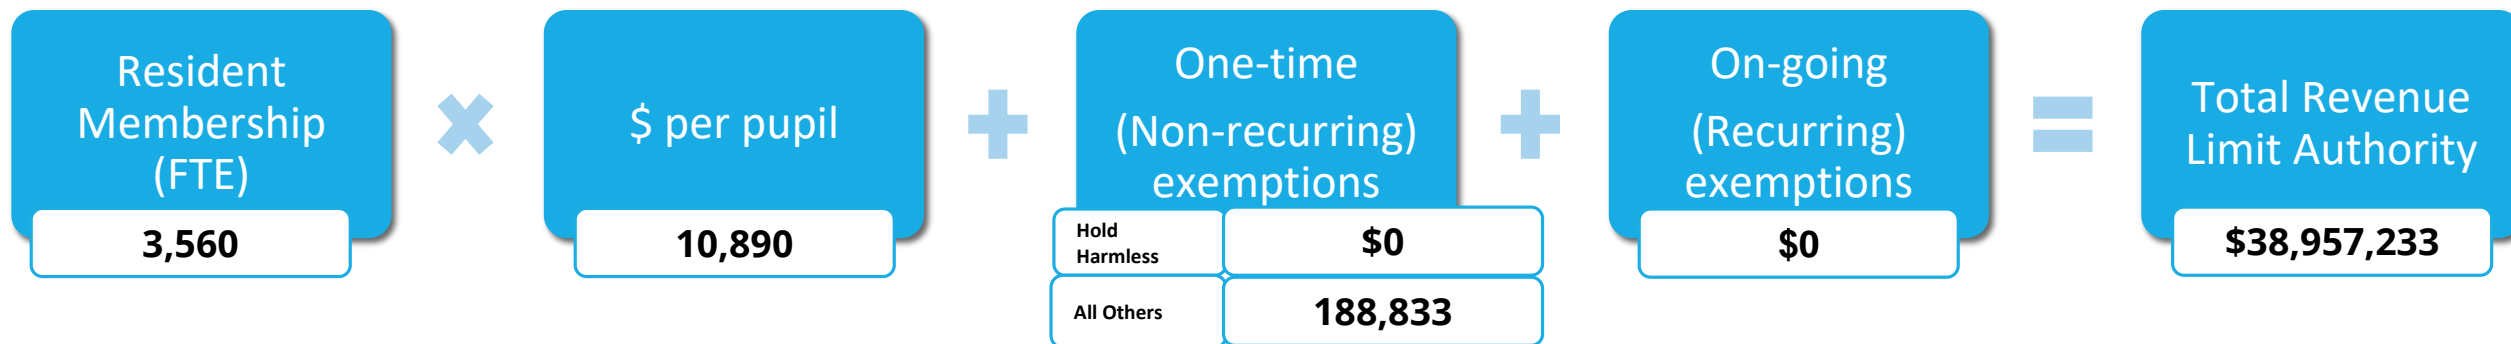 Resident
Membership
(FTE)
3,560
$ per pupil
10,890
One-time
(Non-recurring)
exemptions
Hold
Harmless
$0
All Others
188,833
On-going
(Recurring)
exemptions
$0
Total Revenue
Limit Authority
$38,957,233